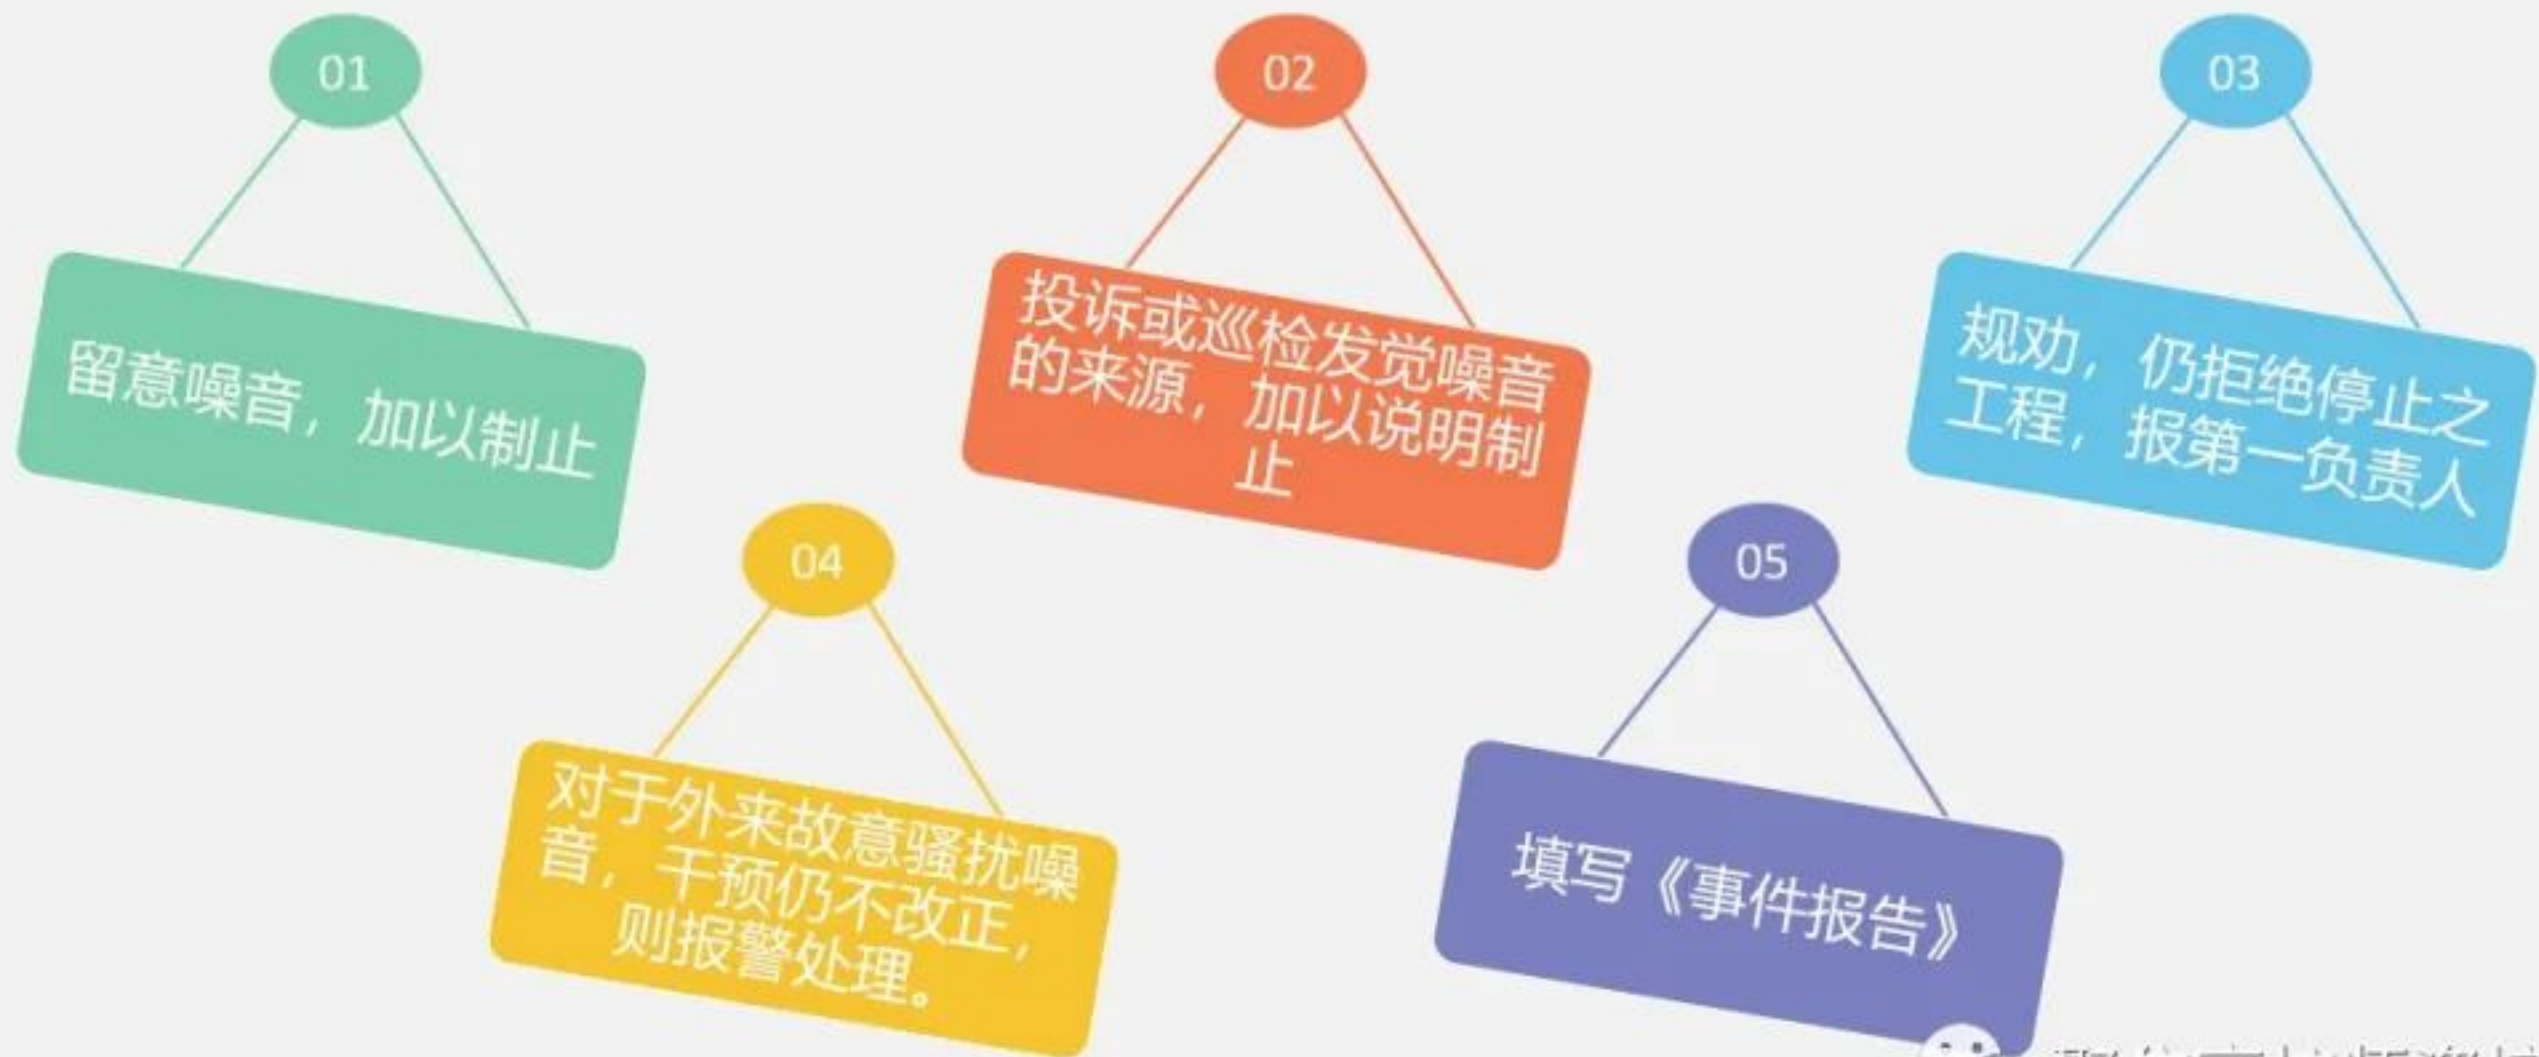 01
留意噪音，加以制止
02
投诉或巡检发觉噪音
的来源，加以说明制
止
03
规劝，仍拒绝停止之
工程，报第一负责人
04
对于外来故意骚扰噪
音，干预仍不改正，
则报警处理。
05
填写《事件报告》